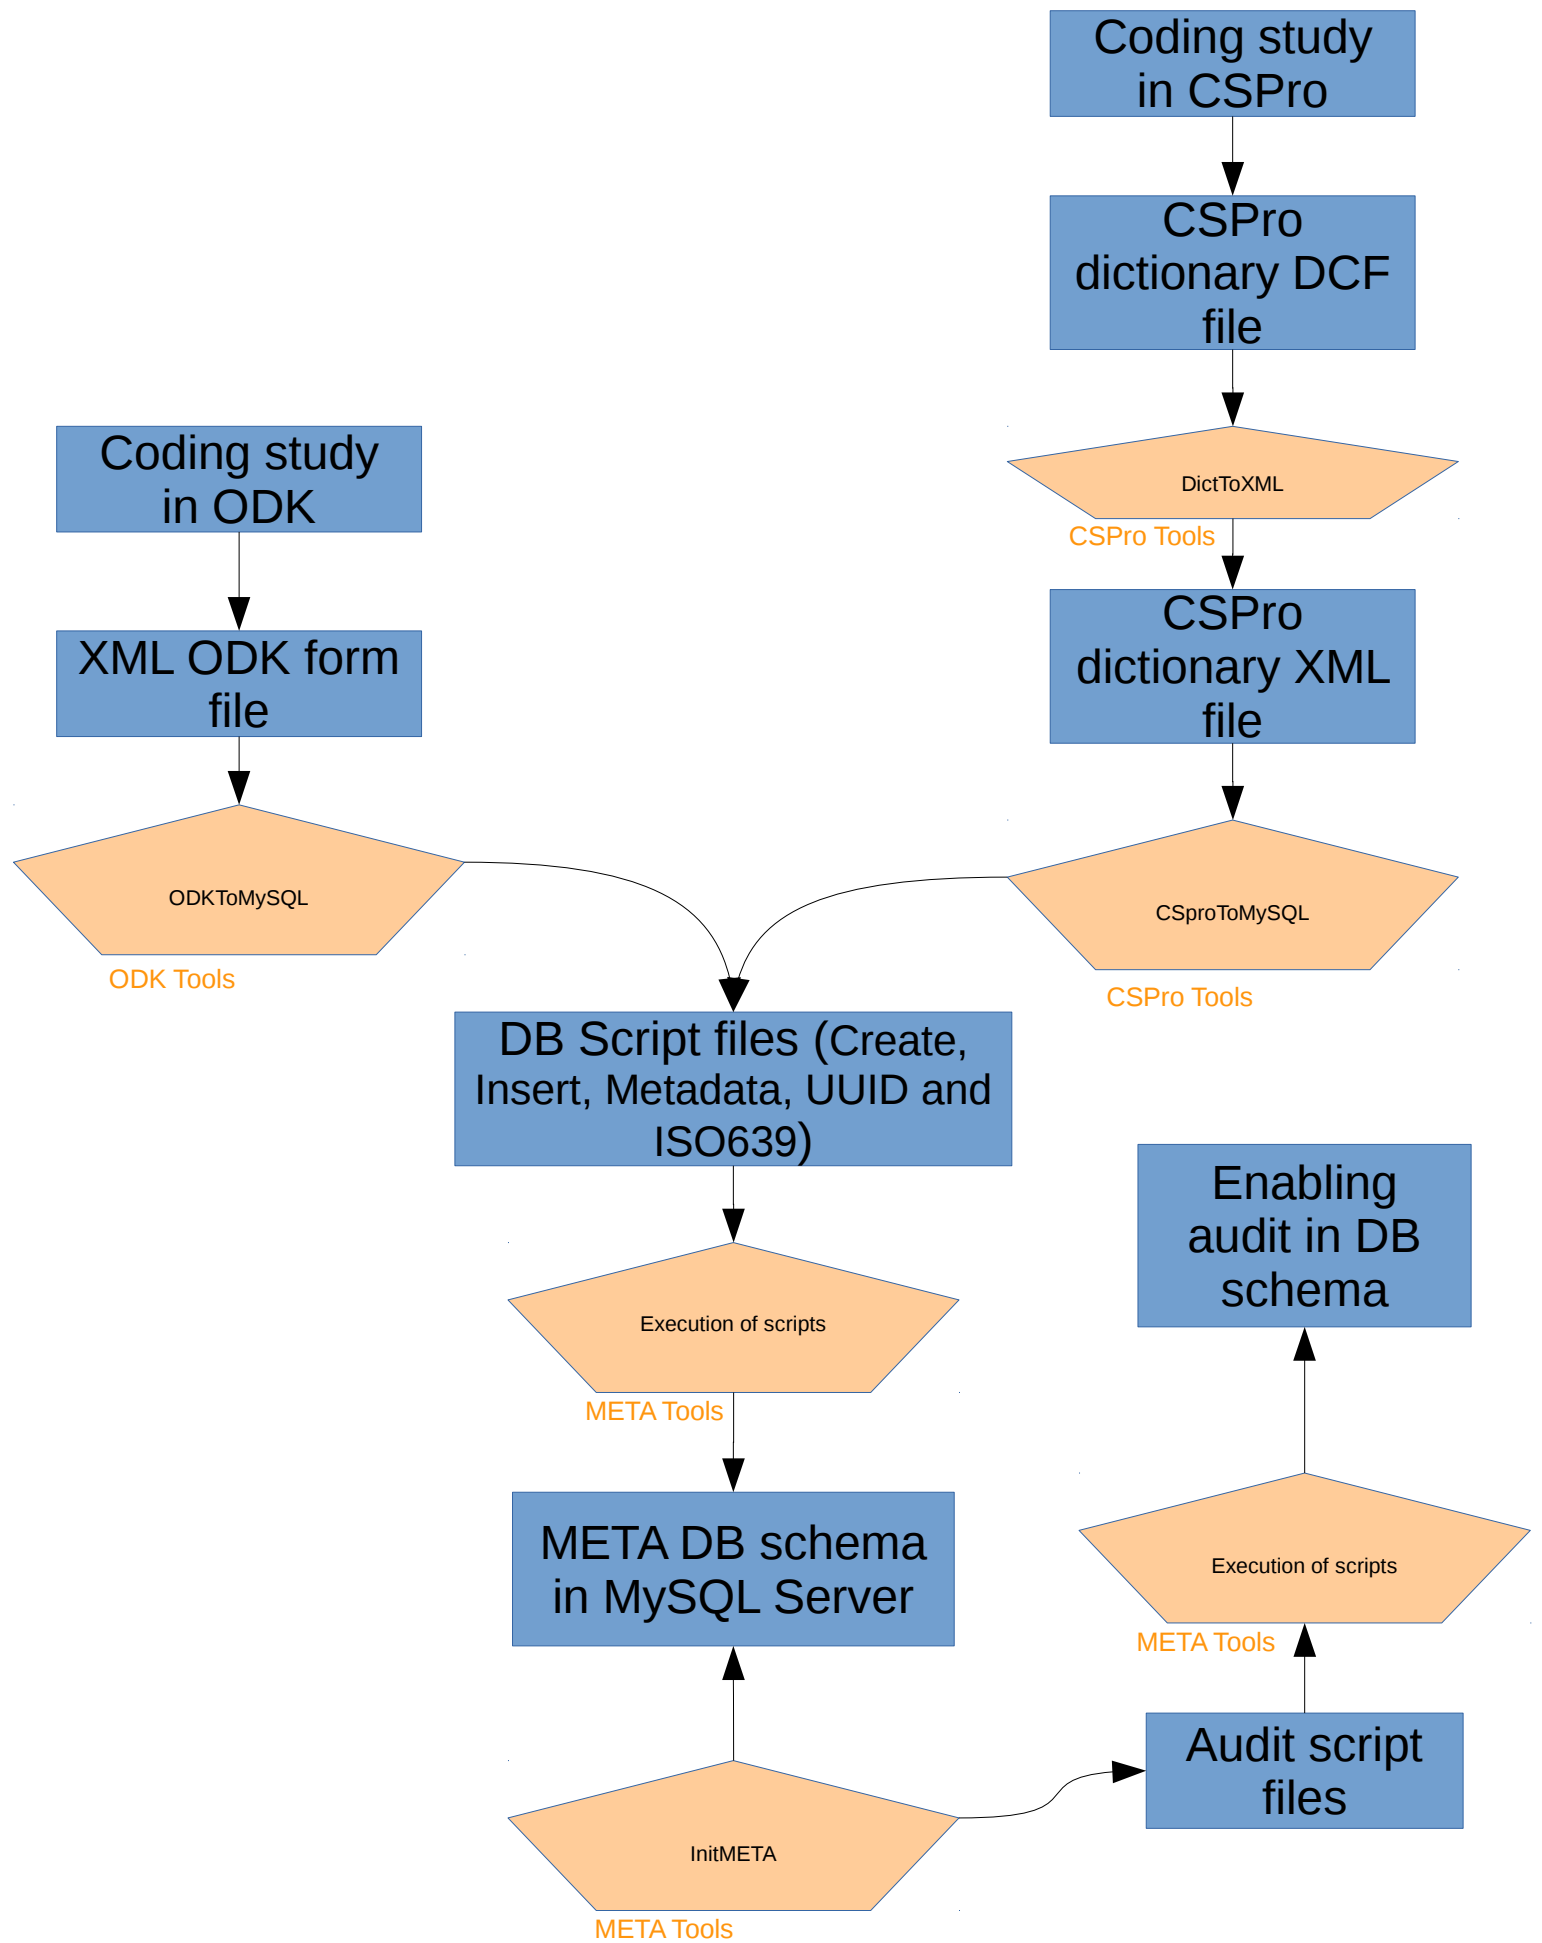 Coding study
in CSPro
CSPro
dictionary DCF
file
DictToXML
CSPro Tools
CSPro
dictionary XML
file
CSproToMySQL
CSPro Tools
Coding study
in ODK
XML ODK form
file
ODKToMySQL
ODK Tools
DB Script files (Create,
Insert, Metadata, UUID and
ISO639)
Execution of scripts
META Tools
META DB schema
in MySQL Server
InitMETA
META Tools
Audit script
files
Execution of scripts
META Tools
Enabling
audit in DB
schema